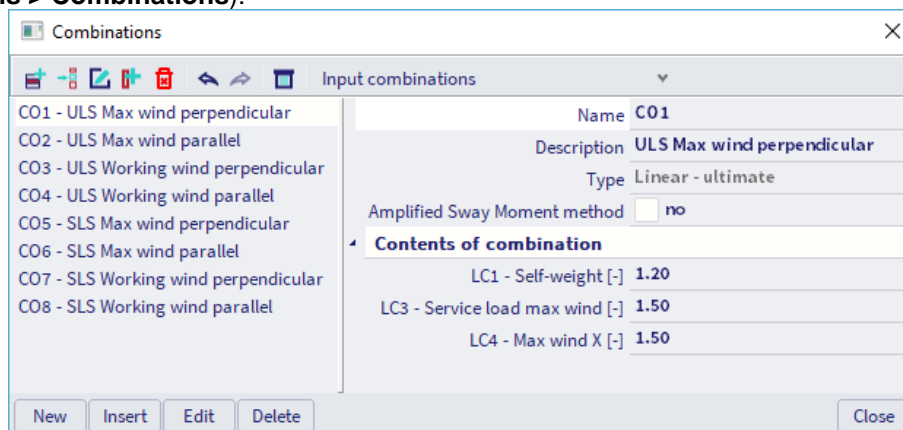 s > Combinations).
Combinations
Input combinations
CO1 - ULS Max wind perpendicular
CO2 - ULS Max wind parallel
CO3 - ULS Working wind perpendicular
CO4 - ULS Working wind parallel
CO5 - SLS Max wind perpendicular
CO6 - SLS Max wind parallel
CO7 - SLS Working wind perpendicular
CO8 - SLS Working wind parallel
Name CO1
Description ULS Max wind perpendicular
Type Linear - ultimate
Amplified Sway Moment method no
Contents of combination
LC1 - Self-weight [-] 1.20
LC3 - Service load max wind [-] 1.50
LC4 - Max wind X [-] 1.50
New Insert Edit Delete Close